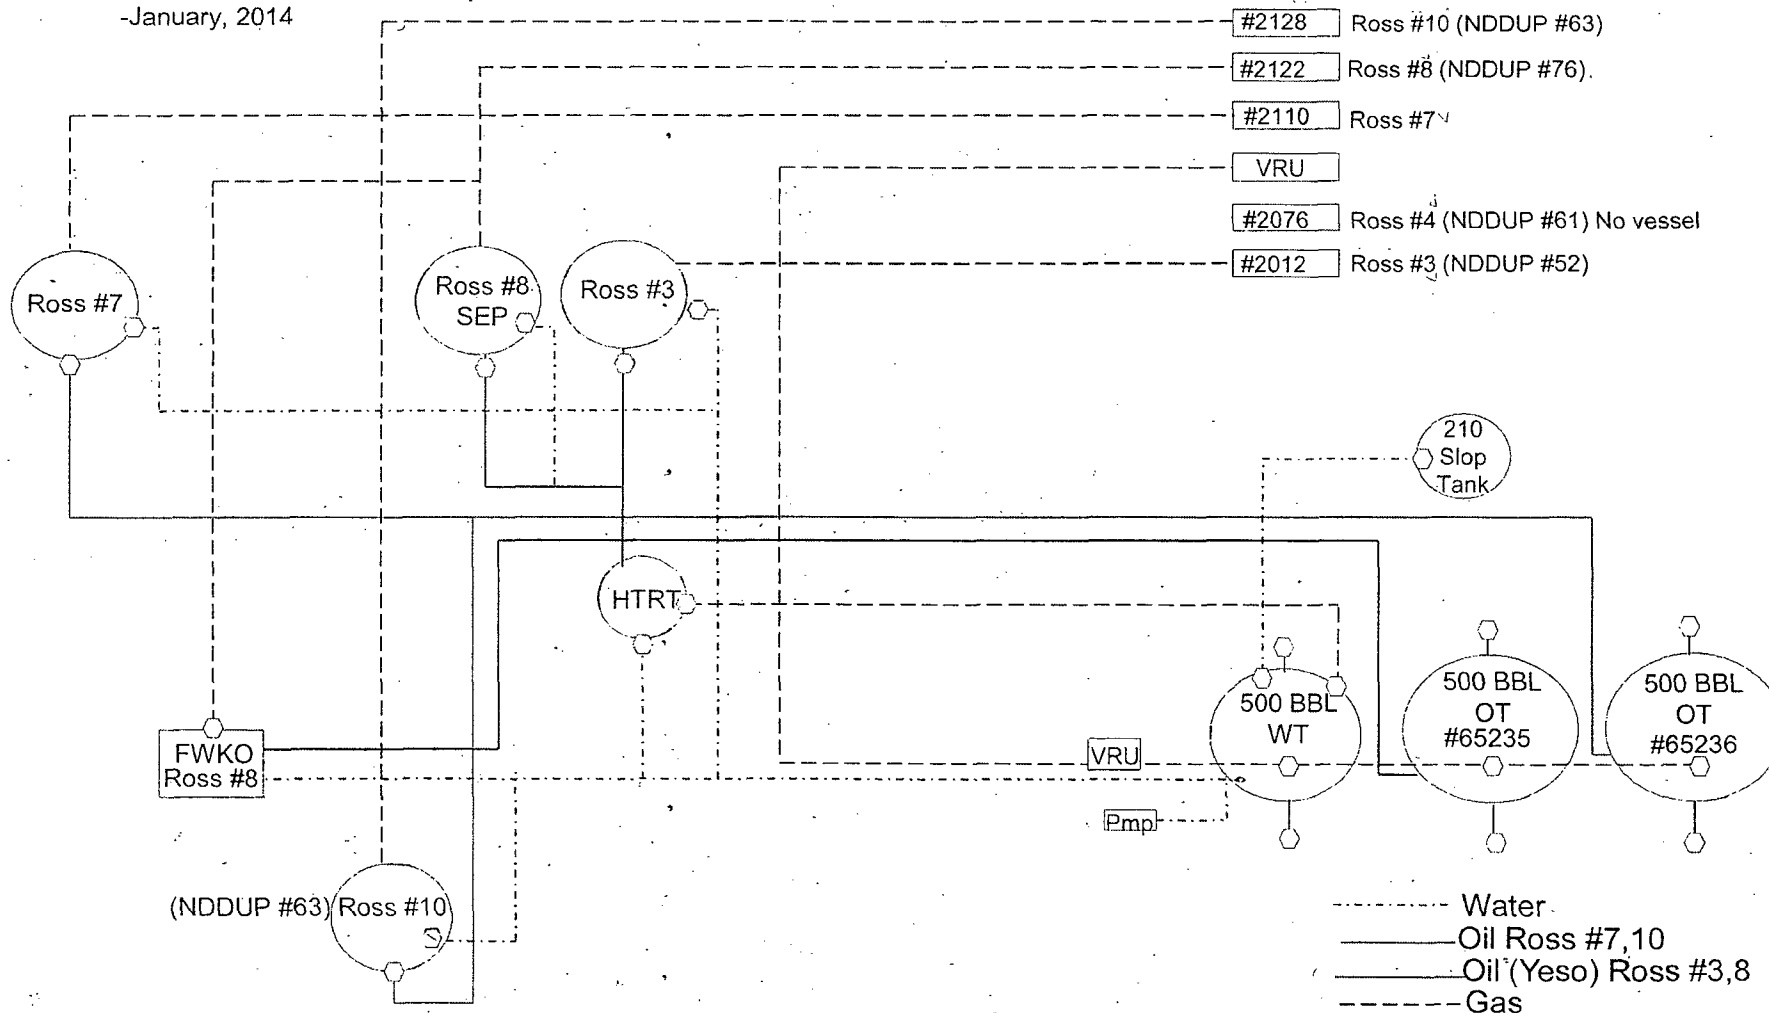 -January, 2014
#2128 Ross #10 (NDDUP #63)
#2122 Ross #8 (NDDUP #76)
#2110 Ross #7
VRU
#2076 Ross #4 (NDDUP #61) No vessel
#2012 Ross #3 (NDDUP #52)
Ross #7
Ross #8
SEP
Ross #3
210
Slop
Tank
HTRT
500 BBL
WT
500 BBL
OT
#65235
500 BBL
OT
#65236
FWKO
Ross #8
VRU
Pmp
(NDDUP #63) Ross #10
Water
Oil Ross #7,10
Oil (Yeso) Ross #3,8
Gas